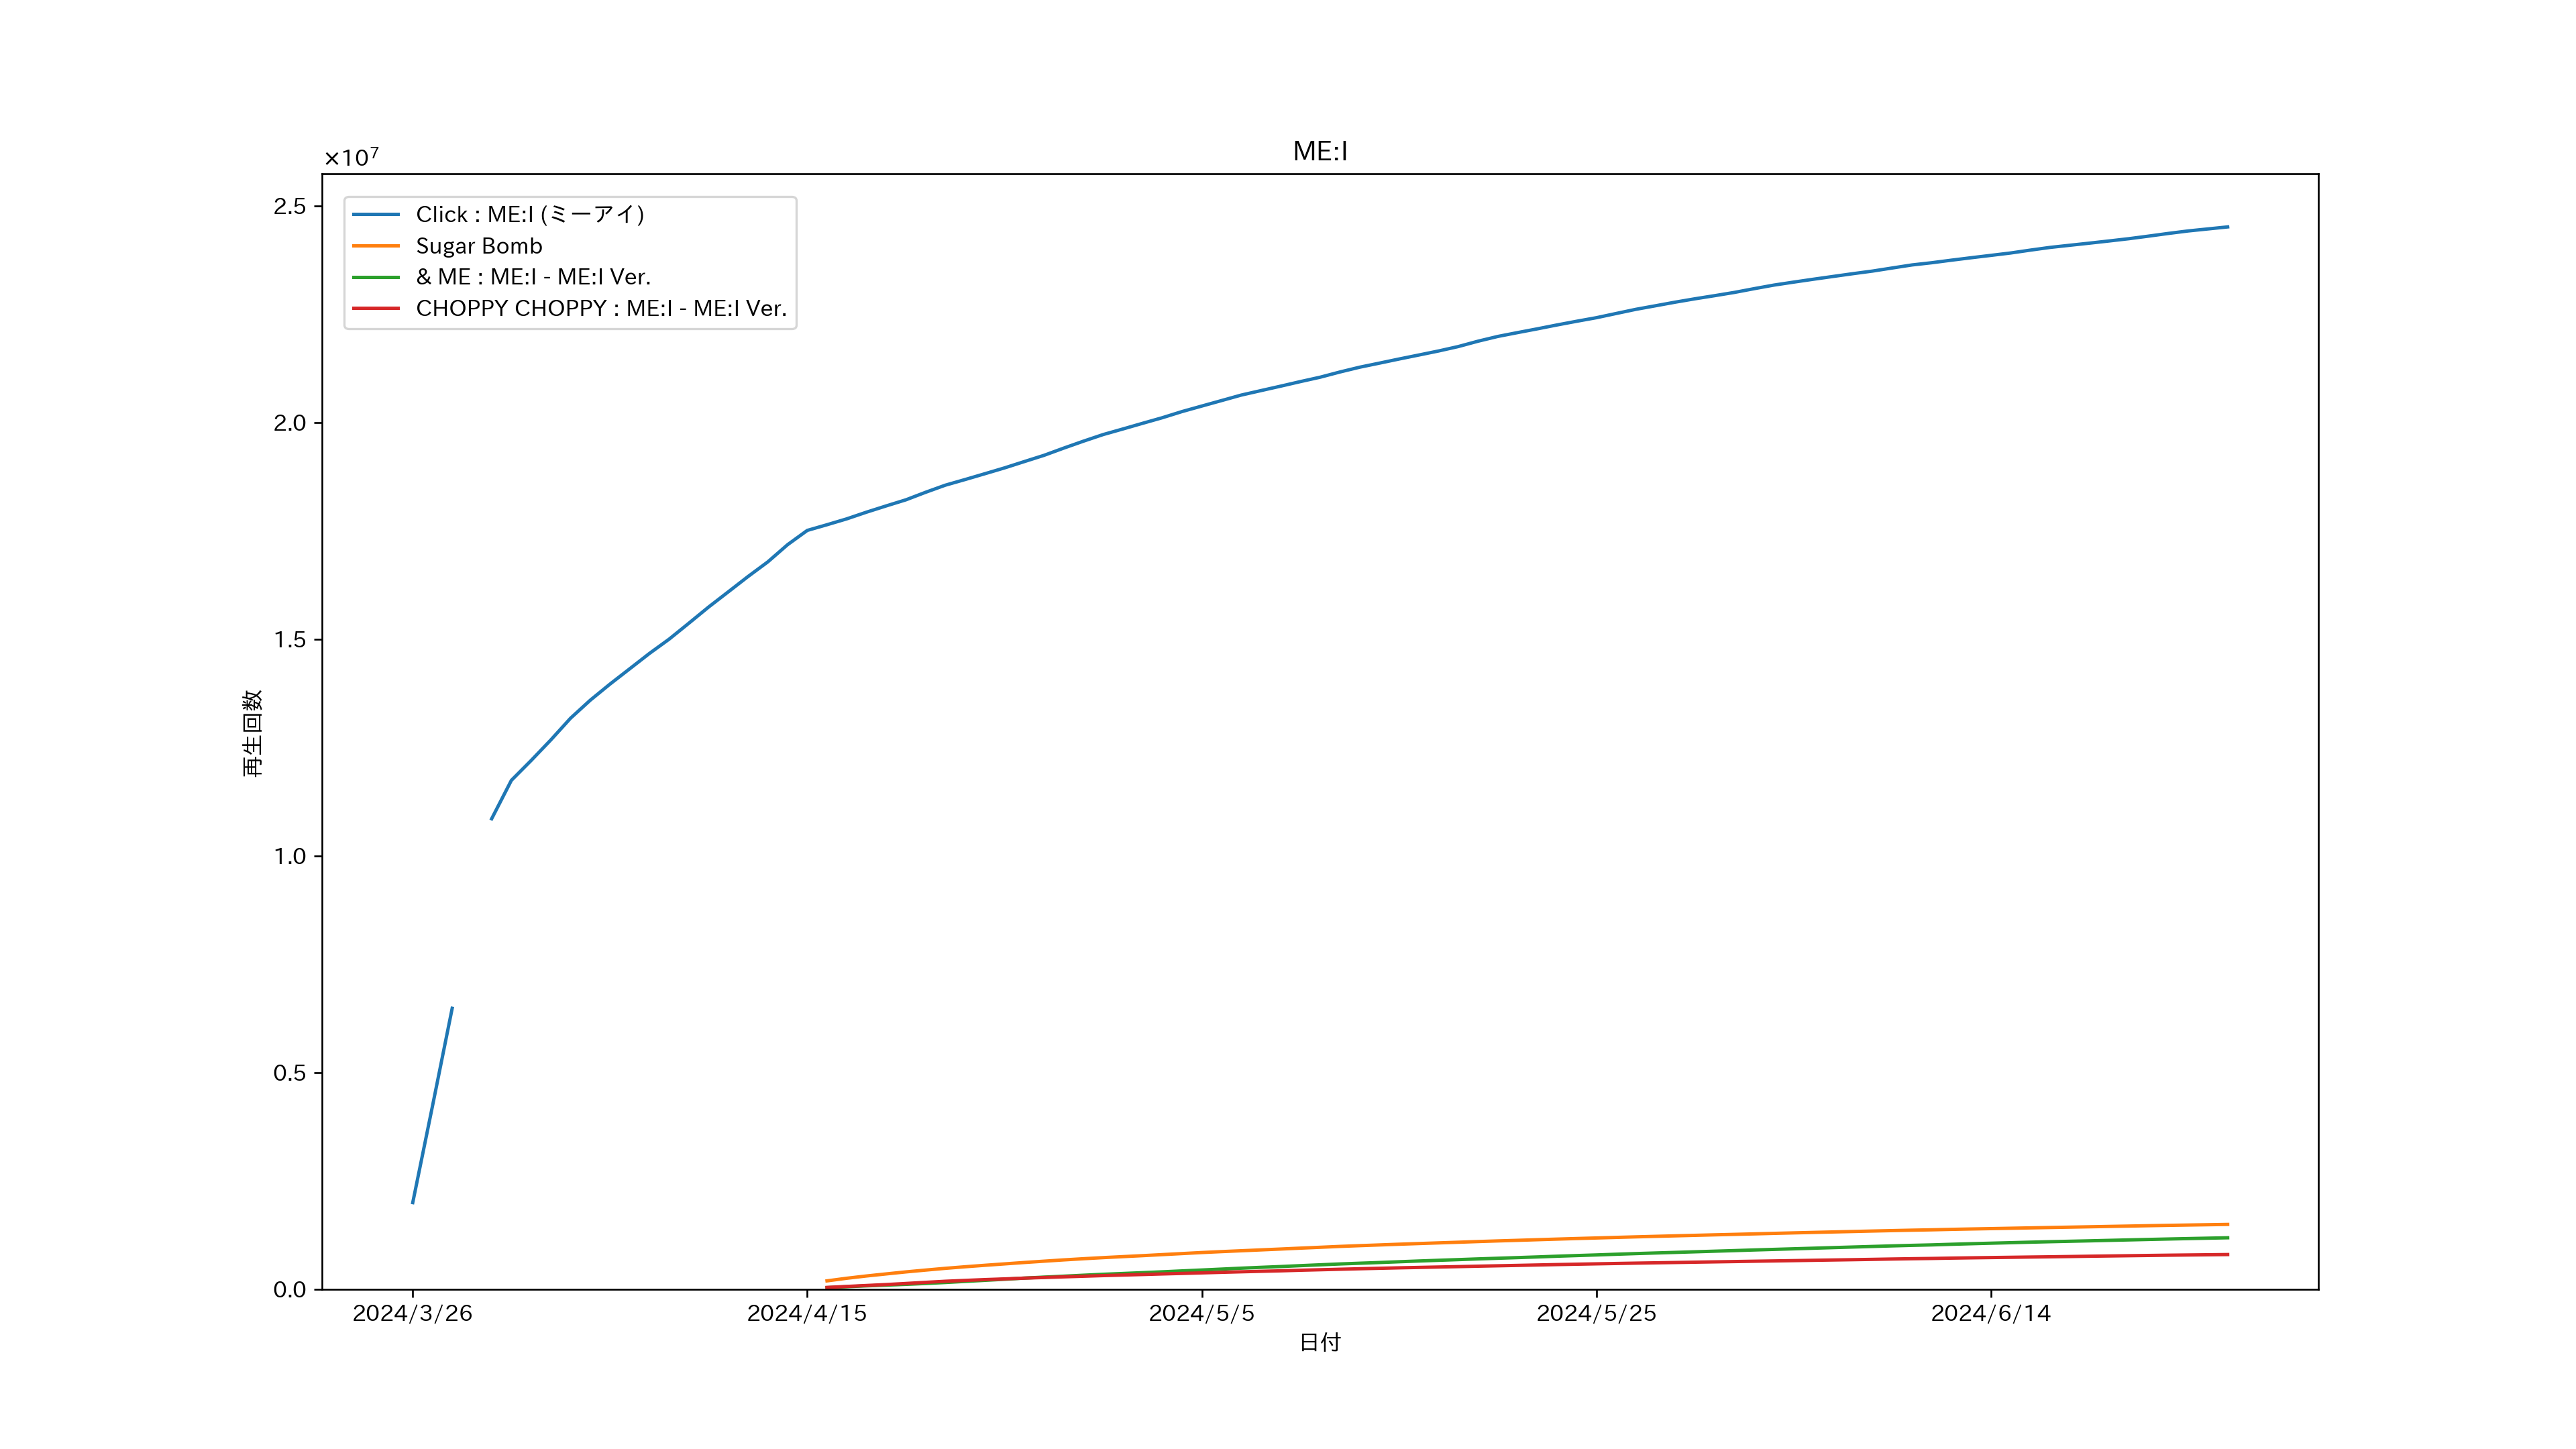 ME:I
×10⁷
2.5
2.0
1.5
1.0
0.5
0.0
再生回数
Click : ME:I (ミーアイ)
Sugar Bomb
& ME : ME:I - ME:I Ver.
CHOPPY CHOPPY : ME:I - ME:I Ver.
2024/3/26 2024/4/15 2024/5/5 2024/5/25 2024/6/14
日付